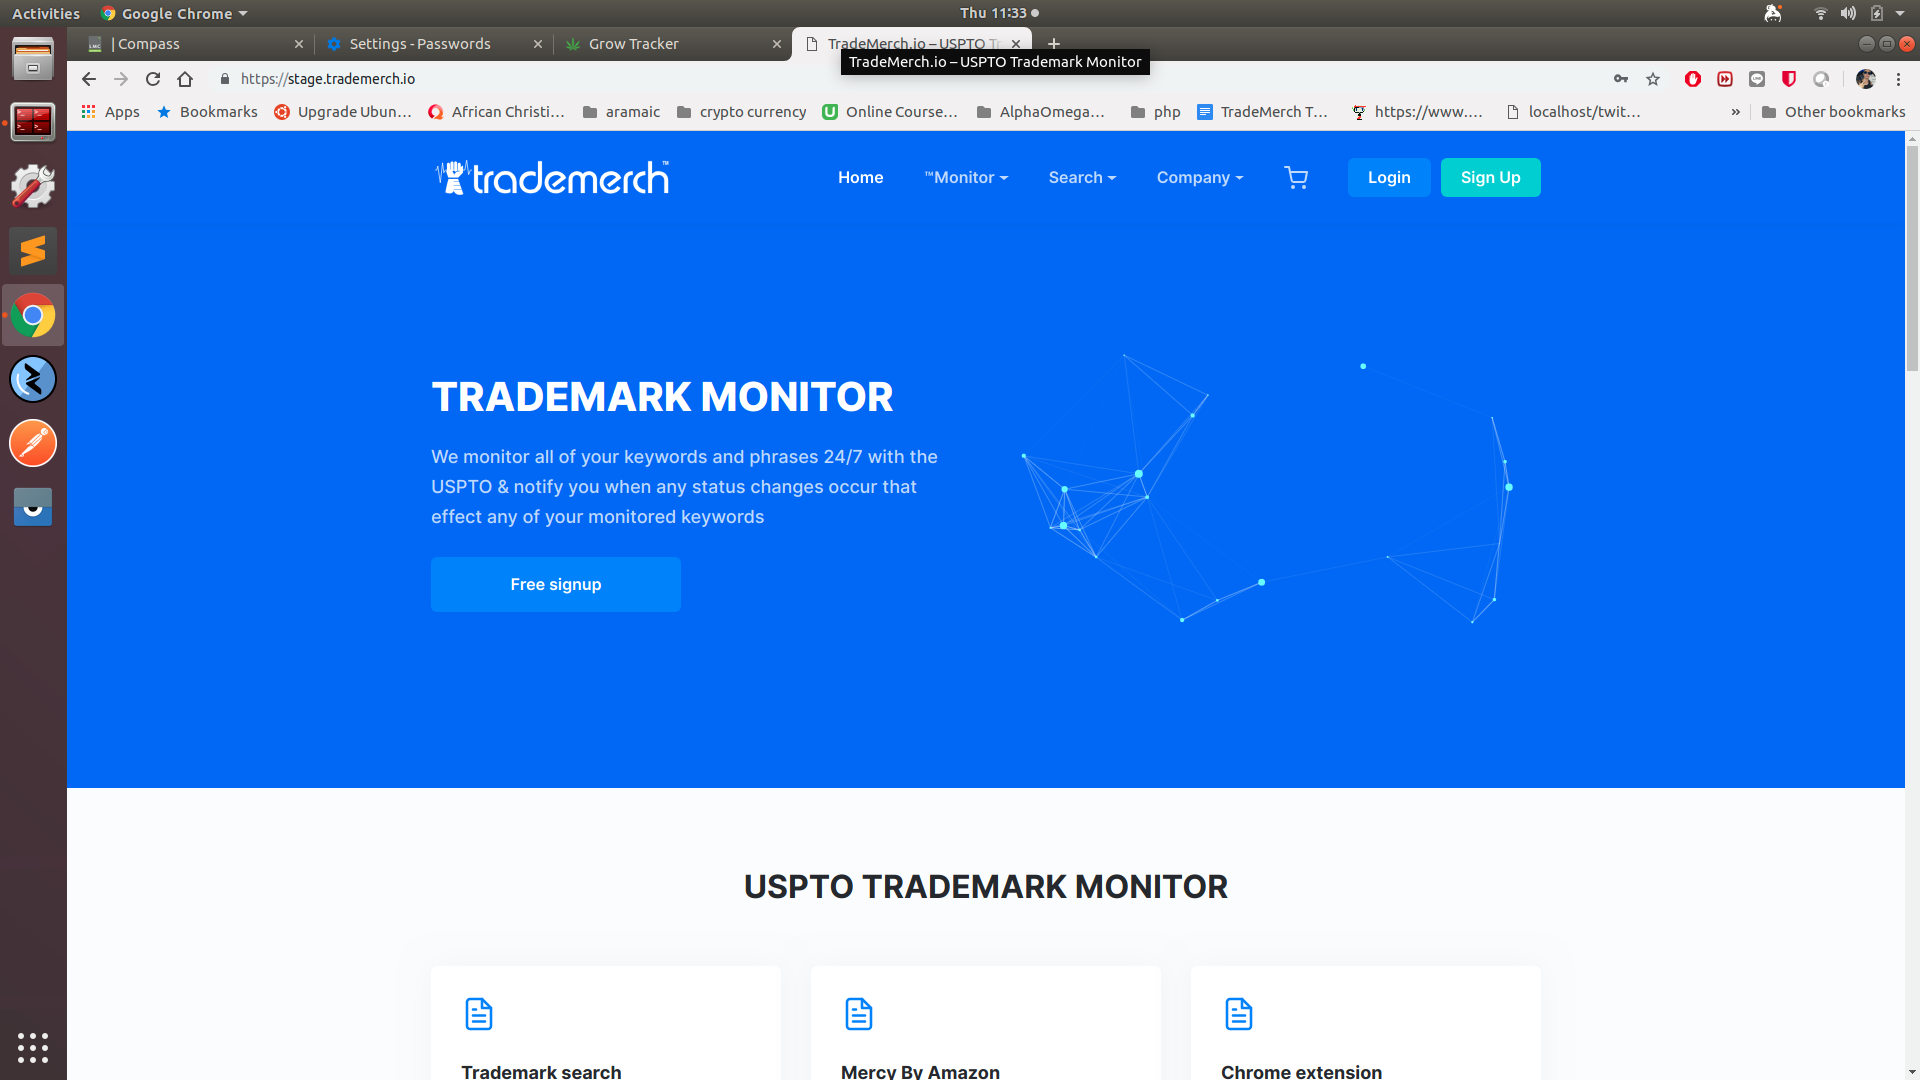 Activities
Google Chrome
Thu 11:33
| Compass
Settings - Passwords
Grow Tracker
TradeMerch.io – USPTO Tr
TradeMerch.io – USPTO Trademark Monitor
https://stage.trademerch.io
Apps
Bookmarks
Upgrade Ubun...
African Christi...
aramaic
crypto currency
Online Course...
AlphaOmega...
php
TradeMerch T...
https://www....
localhost/twit...
»
Other bookmarks
trademerch™
Home
™Monitor
Search
Company
Login
Sign Up
TRADEMARK MONITOR
We monitor all of your keywords and phrases 24/7 with the
USPTO & notify you when any status changes occur that
effect any of your monitored keywords
Free signup
USPTO TRADEMARK MONITOR
Trademark search
Mercy By Amazon
Chrome extension